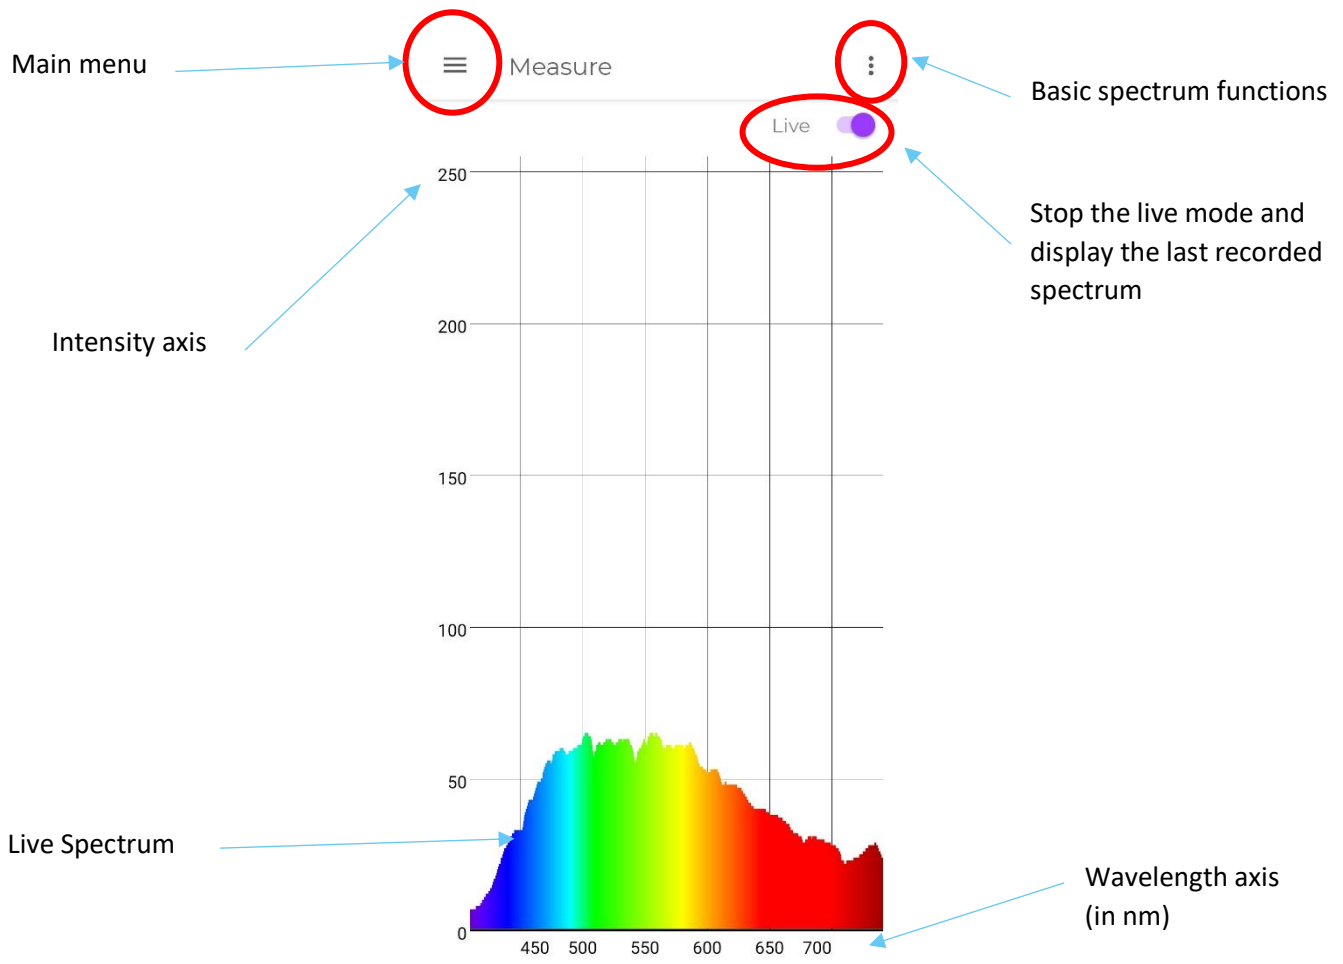 Main menu
Measure
Basic spectrum functions
Live
250
Stop the live mode and
display the last recorded
spectrum
200
Intensity axis
150
100
50
Live Spectrum
Wavelength axis
(in nm)
0
450 500 550 600 650 700